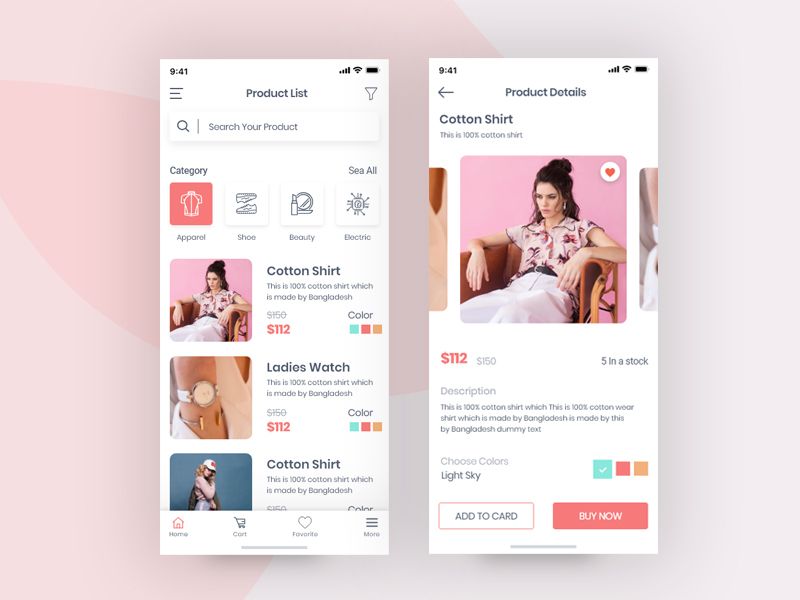 9:41
Product List
Search Your Product
Category
Sea All
Apparel
Shoe
Beauty
Electric
Cotton Shirt
This is 100% cotton shirt which
is made by Bangladesh
$150
Color
$112
Ladies Watch
This is 100% cotton shirt which
is made by Bangladesh
$150
Color
$112
Cotton Shirt
This is 100% cotton shirt which
is made by Bangladesh
$150
Color
Home
Cart
Favorite
More
9:41
Product Details
Cotton Shirt
This is 100% cotton shirt
$112
$150
5 In a stock
Description
This is 100% cotton shirt which This is 100% cotton wear
shirt which is made by Bangladesh is made by this
by Bangladesh dummy text
Choose Colors
Light Sky
ADD TO CARD
BUY NOW